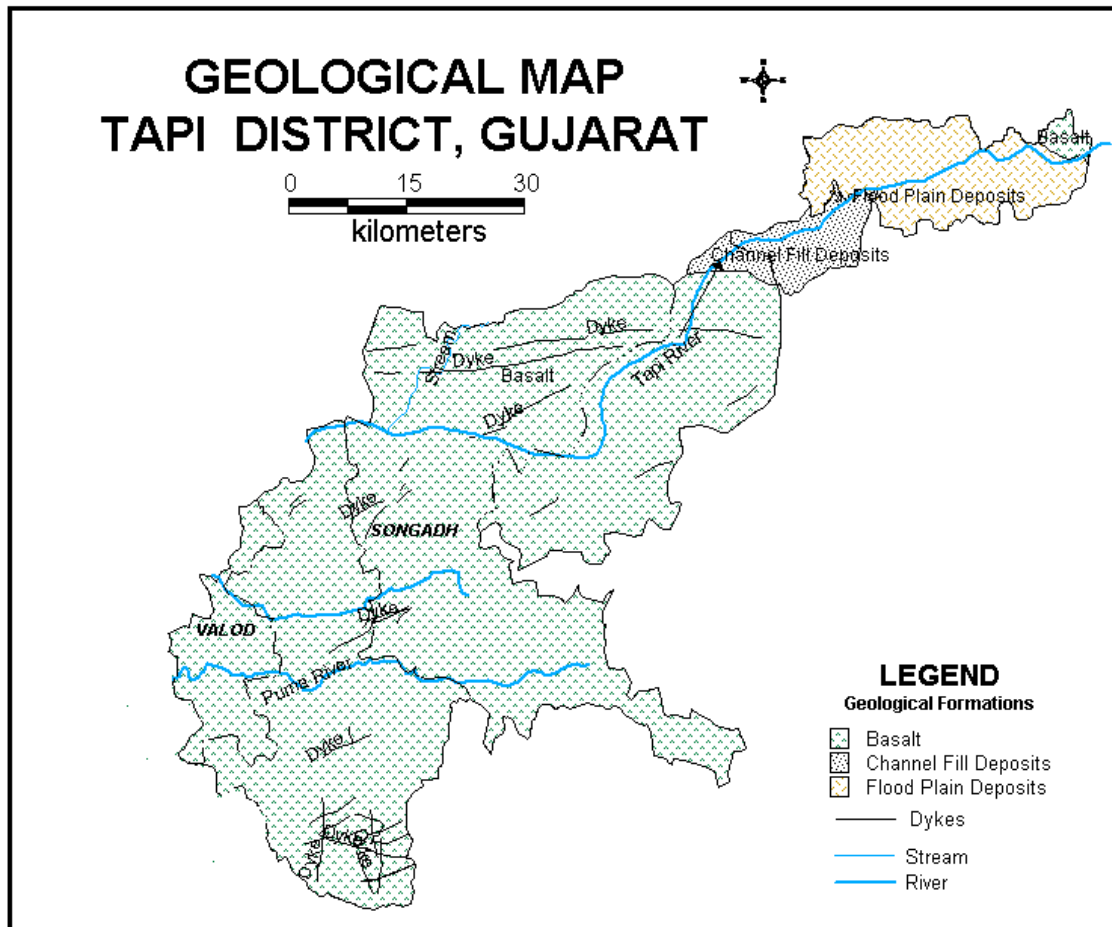 GEOLOGICAL MAP
TAPI DISTRICT, GUJARAT
0 15 30
kilometers
Basalt
Flood Plain Deposits
Channel Fill Deposits
Dyke
Stream
Dyke
Tapi River
Basalt
Dyke
Dyke
SONGADH
Dyke
VALOD
Purna River
Dyke
Dyke
Dyke
Dyke
LEGEND
Geological Formations
Basalt
Channel Fill Deposits
Flood Plain Deposits
Dykes
Stream
River